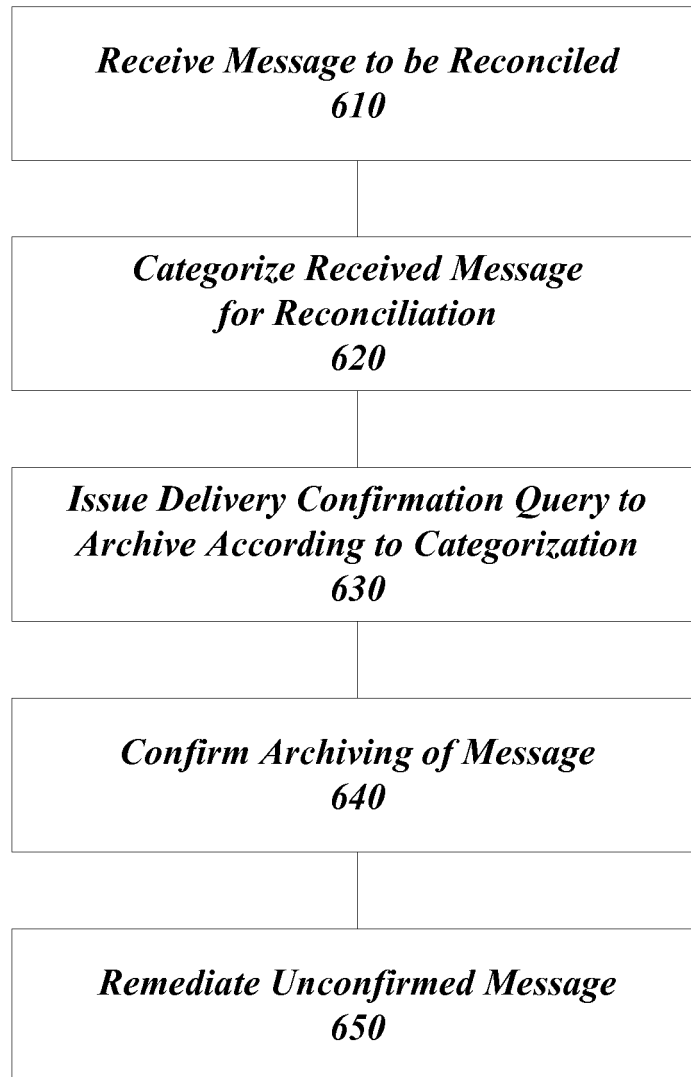 Receive Message to be Reconciled
610
Categorize Received Message
for Reconciliation
620
Issue Delivery Confirmation Query to
Archive According to Categorization
630
Confirm Archiving of Message
640
Remediate Unconfirmed Message
650